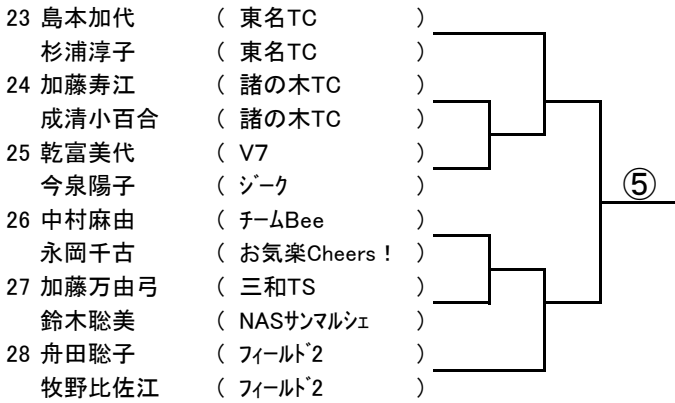 23 島本加代 ( 東名TC )
杉浦淳子 ( 東名TC )
24 加藤寿江 ( 諸の木TC )
成清小百合 ( 諸の木TC )
25 乾富美代 ( V7 )
今泉陽子 ( ジーク )
⑤
26 中村麻由 ( チームBee )
永岡千古 ( お気楽Cheers! )
27 加藤万由弓 ( 三和TS )
鈴木聡美 ( NASサンマルシェ )
28 舟田聡子 ( フィールド2 )
牧野比佐江 ( フィールド2 )